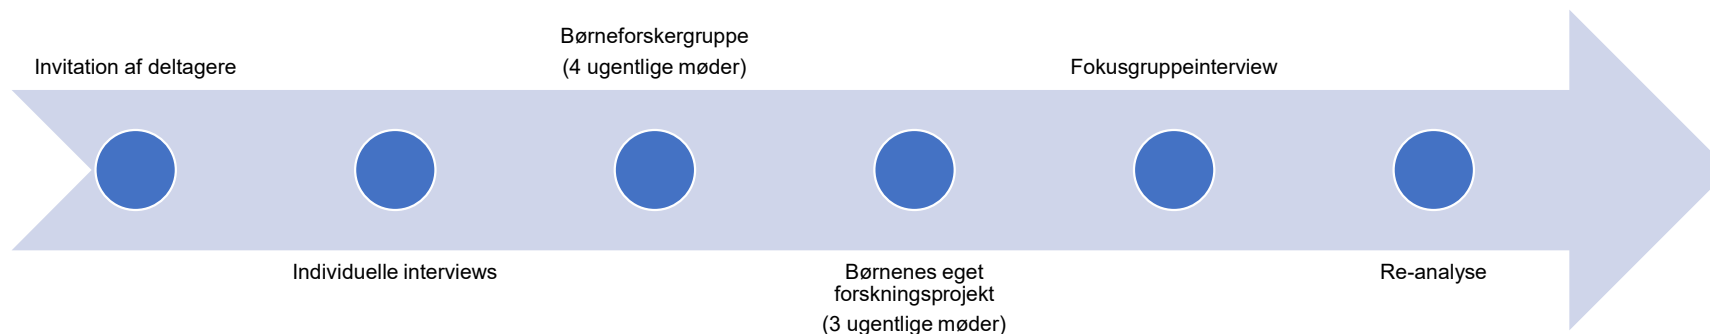 Invitation af deltagere
Individuelle interviews
Børneforskergruppe
(4 ugentlige møder)
Børnenes eget
forskningsprojekt
(3 ugentlige møder)
Fokusgruppeinterview
Re-analyse